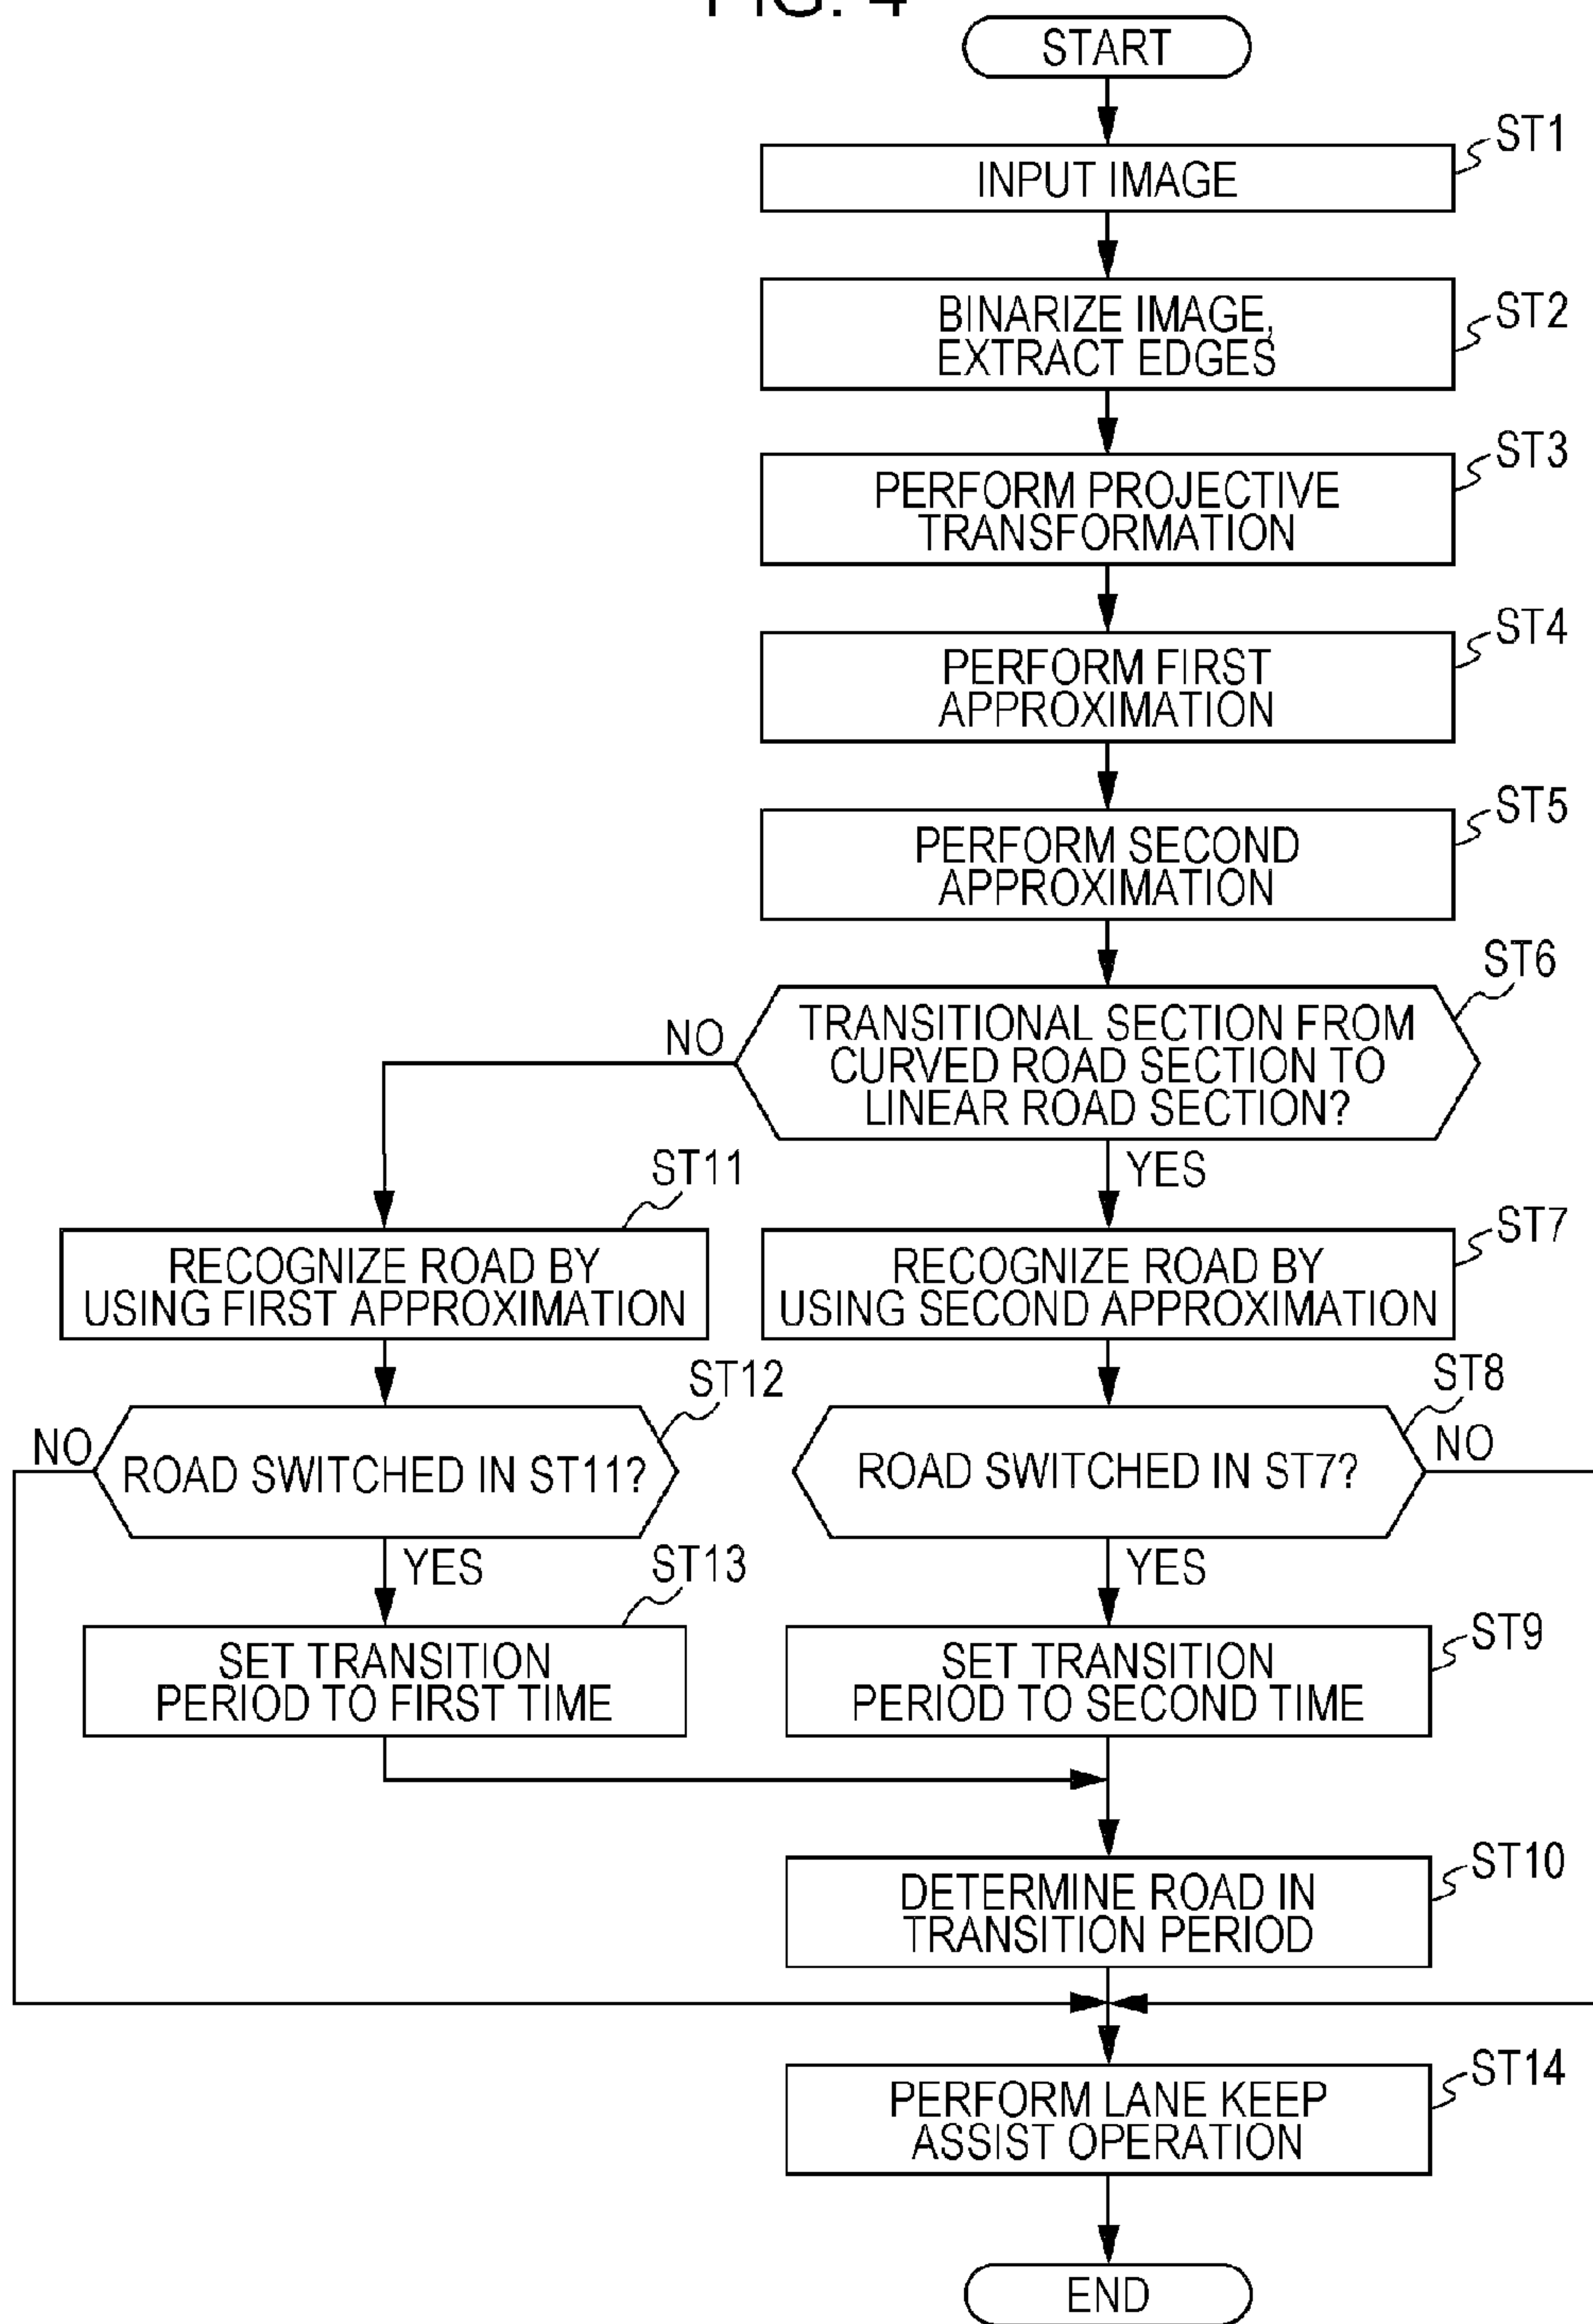 FIG. 4
START
ST1
INPUT IMAGE
ST2
BINARIZE IMAGE,
EXTRACT EDGES
ST3
PERFORM PROJECTIVE
TRANSFORMATION
ST4
PERFORM FIRST
APPROXIMATION
ST5
PERFORM SECOND
APPROXIMATION
ST6
NO
TRANSITIONAL SECTION FROM
CURVED ROAD SECTION TO
LINEAR ROAD SECTION?
YES
ST11
RECOGNIZE ROAD BY
USING FIRST APPROXIMATION
ST7
RECOGNIZE ROAD BY
USING SECOND APPROXIMATION
ST12
NO
ROAD SWITCHED IN ST11?
YES
ST8
NO
ROAD SWITCHED IN ST7?
YES
ST13
SET TRANSITION
PERIOD TO FIRST TIME
ST9
SET TRANSITION
PERIOD TO SECOND TIME
ST10
DETERMINE ROAD IN
TRANSITION PERIOD
ST14
PERFORM LANE KEEP
ASSIST OPERATION
END